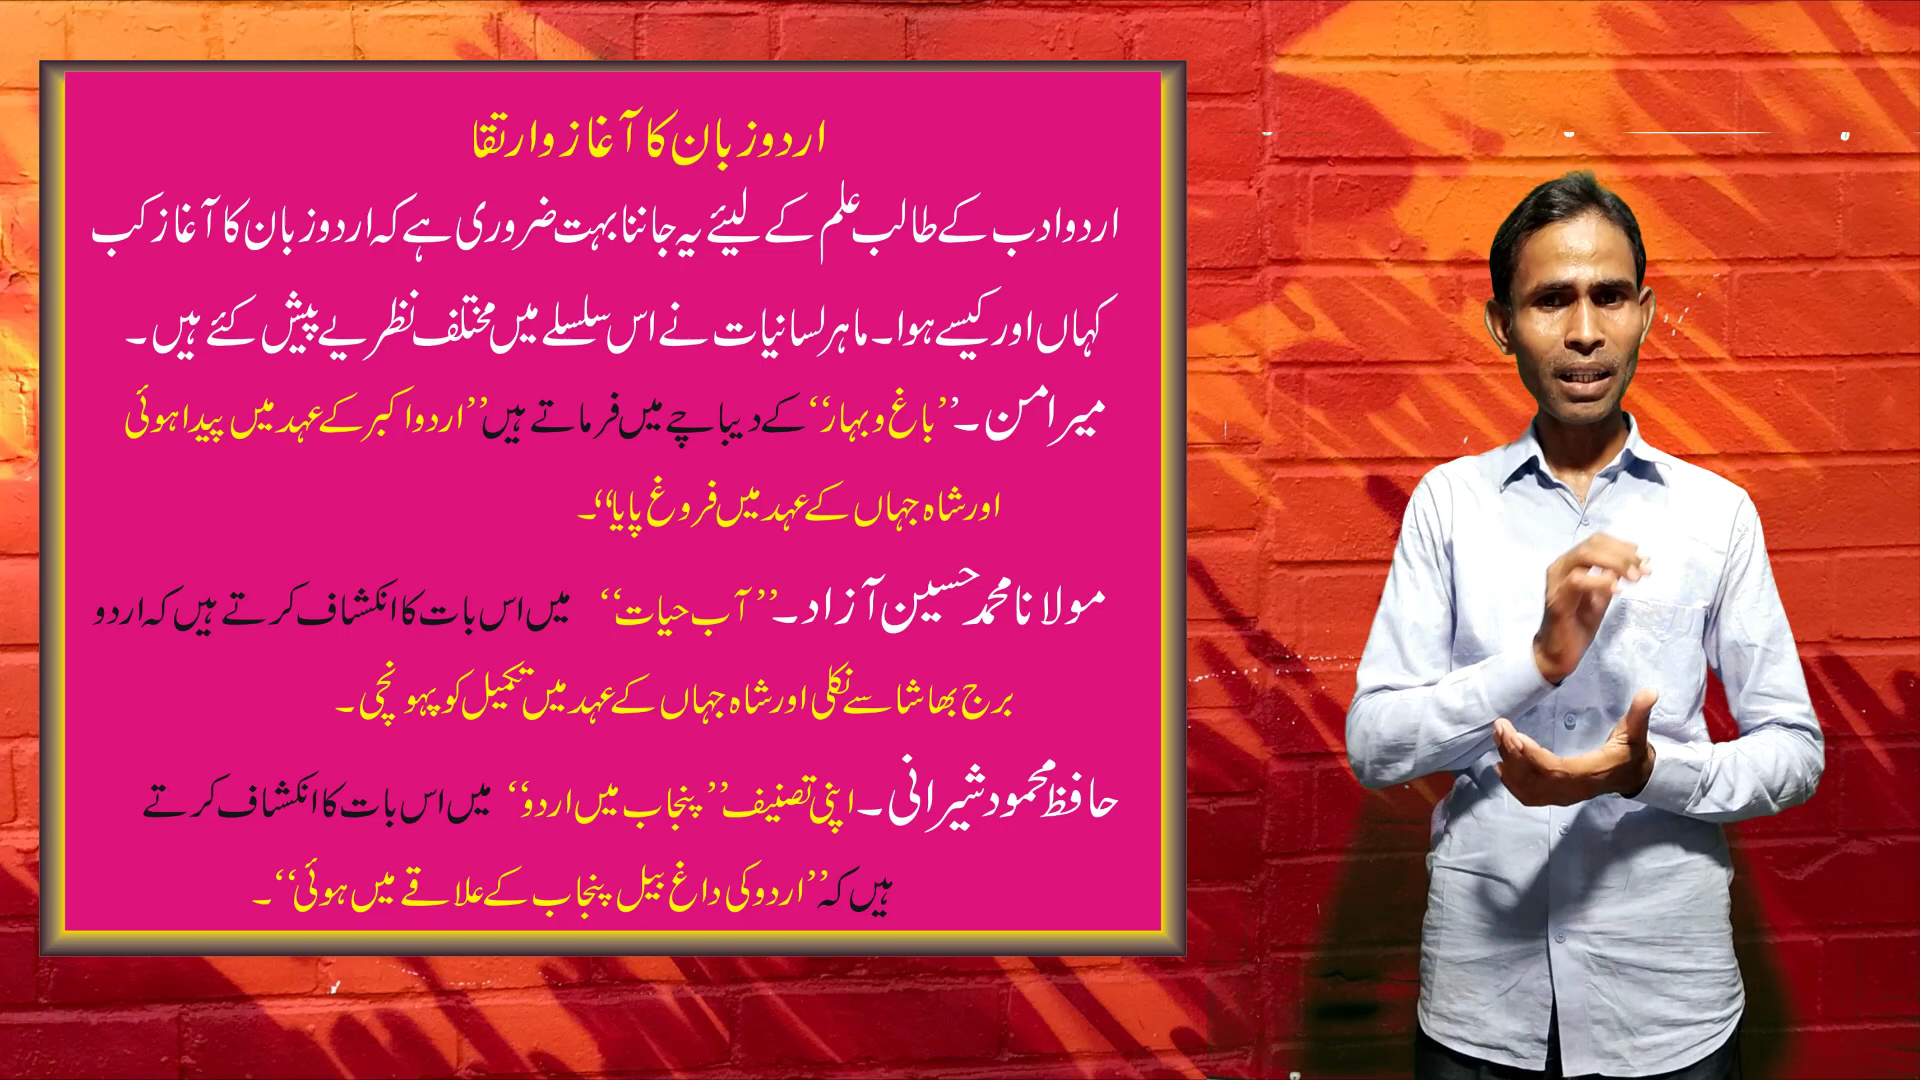 اردو زبان کا آغاز و ارتقا
اردو ادب کے طالب علم کے لیئے یہ جاننا بہت ضروری ہے کہ اردو زبان کا آغاز کب
کہاں اور کیسے ہوا۔ ماہر لسانیات نے اس سلسلے میں مختلف نظریے پیش کئے ہیں۔
میر امن۔’’باغ و بہار‘‘ کے دیباچے میں فرماتے ہیں ’’اردو اکبر کے عہد میں پیدا ہوئی
اور شاہ جہاں کے عہد میں فروغ پایا‘‘۔
مولانا محمد حسین آزاد۔’’آب حیات‘‘ میں اس بات کا انکشاف کرتے ہیں کہ اردو
برج بھاشا سے نکلی اور شاہ جہاں کے عہد میں تکمیل کو پہونچی۔
حافظ محمود شیرانی۔ اپنی تصنیف ’’پنجاب میں اردو‘‘ میں اس بات کا انکشاف کرتے
ہیں کہ ’’اردو کی داغ بیل پنجاب کے علاقے میں ہوئی‘‘۔